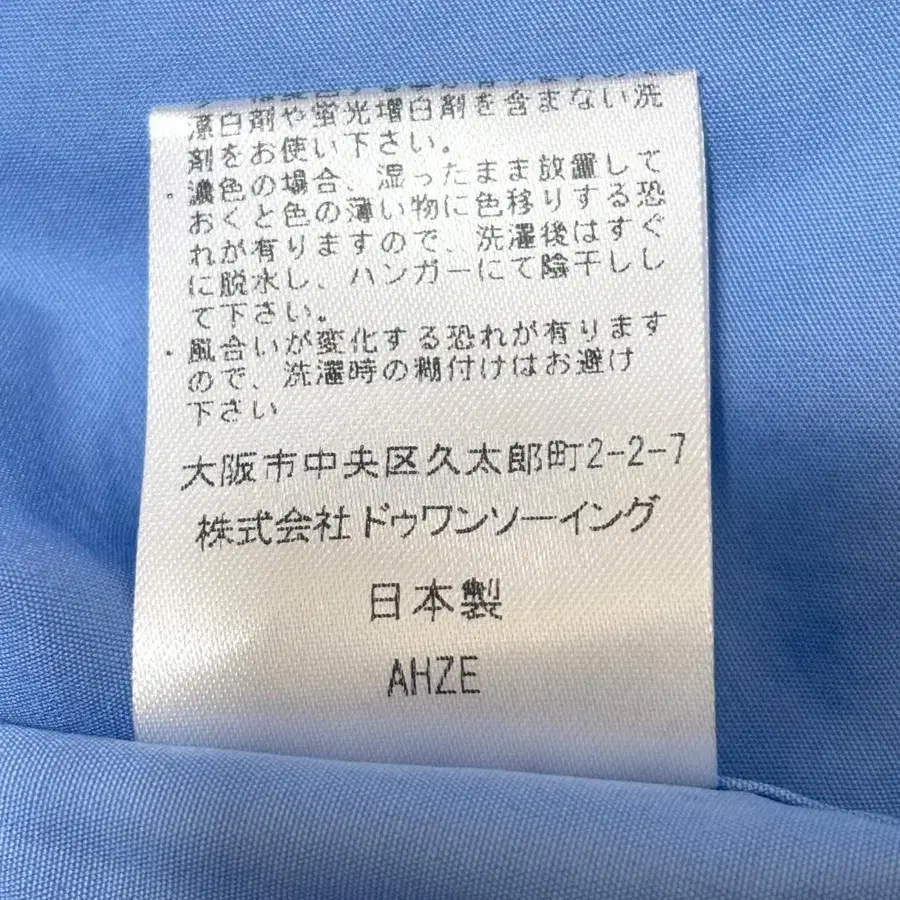 漂白剤や蛍光増白剤を含まない洗
剤をお使い下さい。
・濃色の場合、湿ったまま放置して
おくと色の薄い物に色移りする恐
れが有りますので、洗濯後はすぐ
に脱水し、ハンガーにて陰干しし
て下さい。
・風合いが変化する恐れが有ります
ので、洗濯時の糊付けはお避け
下さい
大阪市中央区久太郎町2-2-7
株式会社ドゥワンソーイング
日本製
AHZE